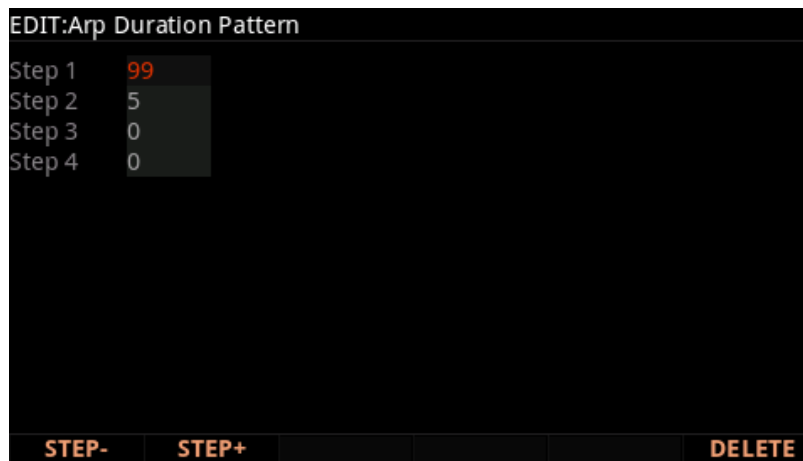 EDIT:Arp Duration Pattern
Step 1 99
Step 2 5
Step 3 0
Step 4 0
STEP- STEP+ DELETE